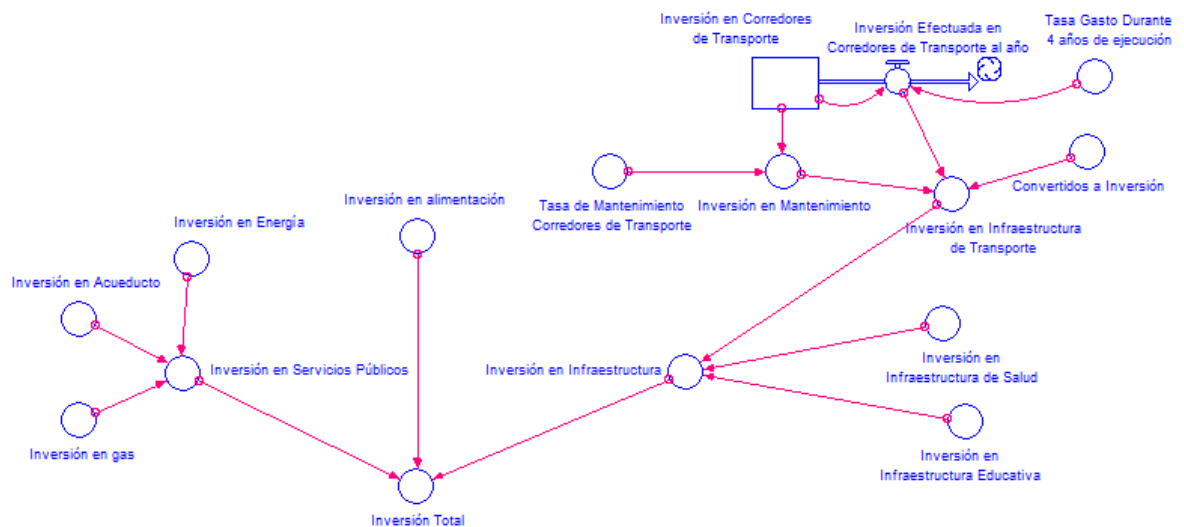 Inversión en Corredores
de Transporte
Inversión Efectuada en
Corredores de Transporte al año
Tasa Gasto Durante
4 años de ejecución
Tasa de Mantenimiento
Corredores de Transporte
Inversión en Mantenimiento
Convertidos a Inversión
Inversión en alimentación
Inversión en Infraestructura
de Transporte
Inversión en Energía
Inversión en Acueducto
Inversión en Servicios Públicos
Inversión en Infraestructura
Inversión en
Infraestructura de Salud
Inversión en gas
Inversión en
Infraestructura Educativa
Inversión Total